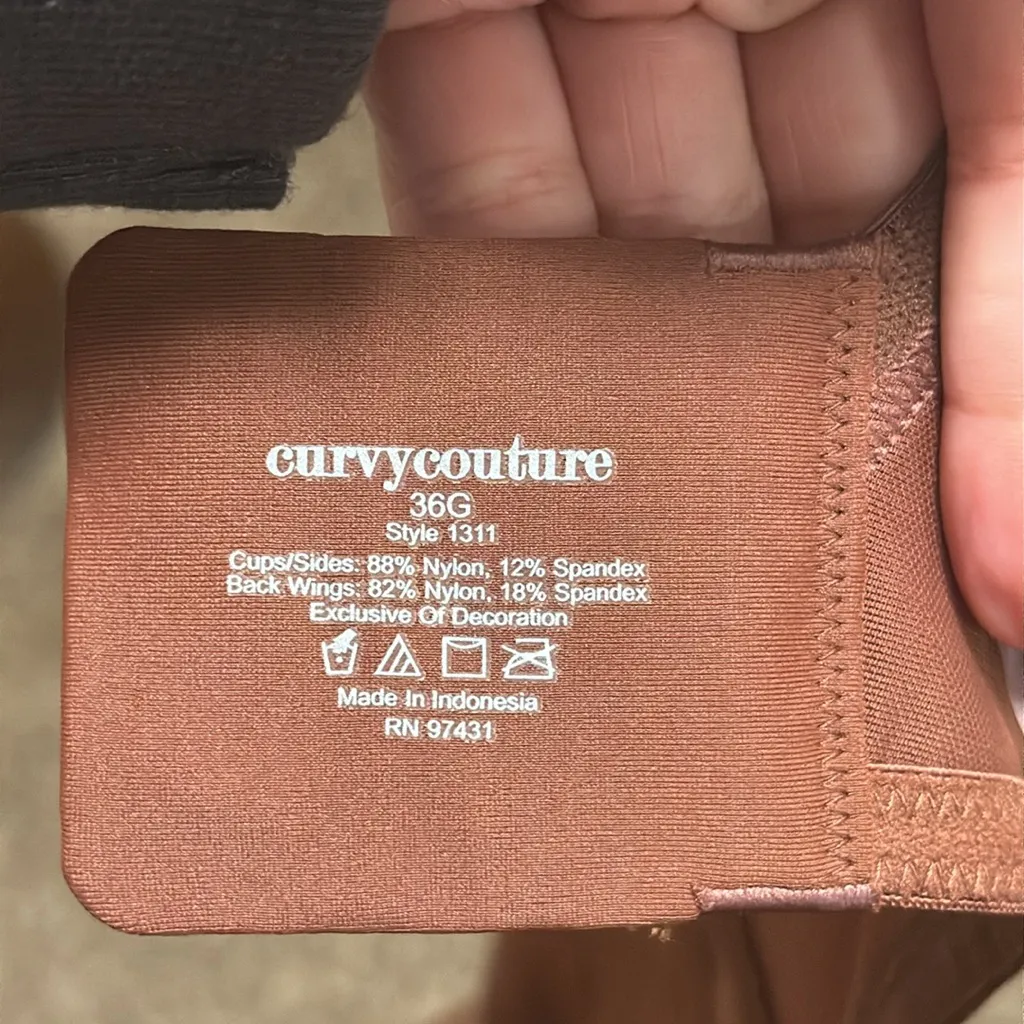 curvycouture
36G
Style 1311
Cups/Sides: 88% Nylon, 12% Spandex
Back Wings: 82% Nylon, 18% Spandex
Exclusive Of Decoration
Made In Indonesia
RN 97431